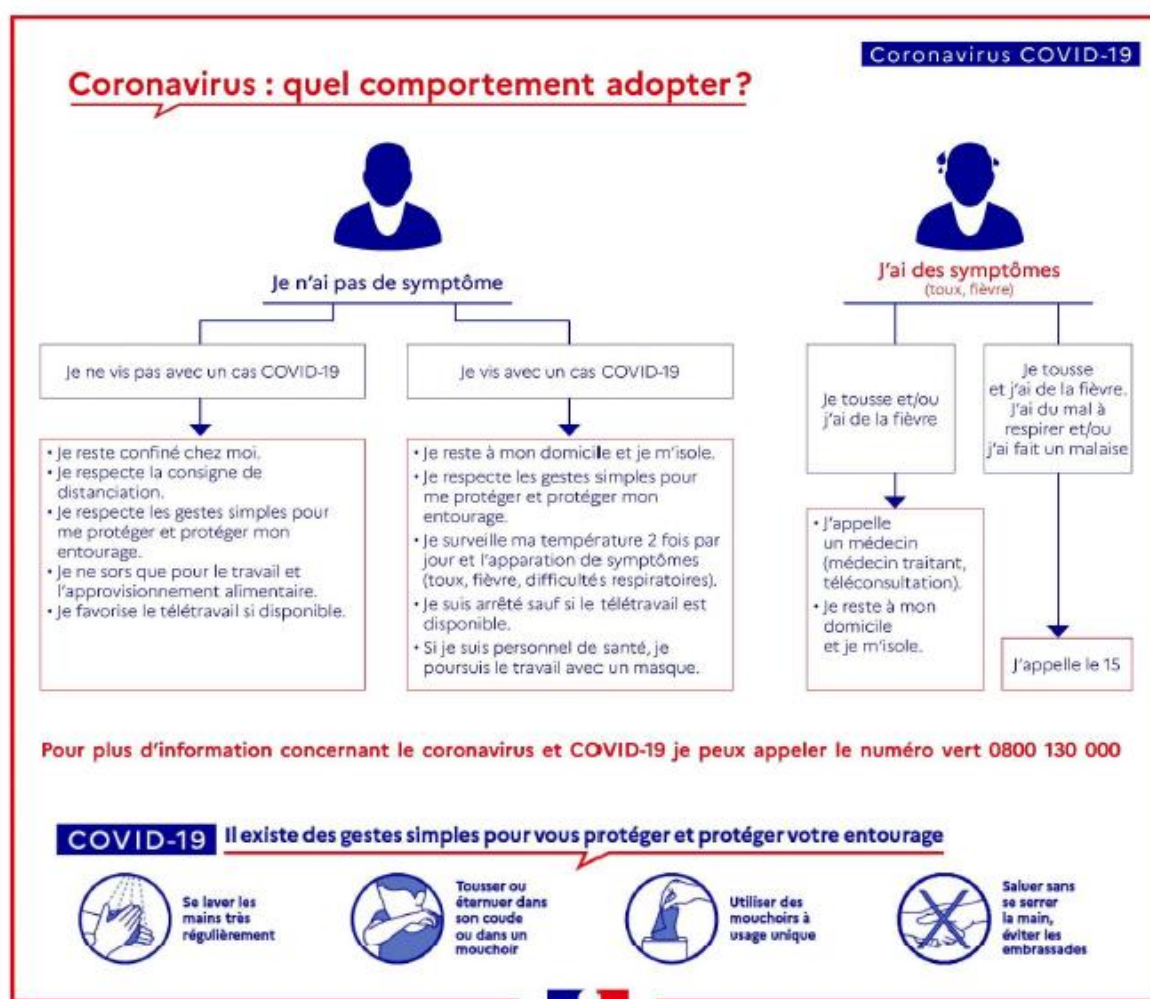 Coronavirus COVID-19
Coronavirus : quel comportement adopter ?
Je n'ai pas de symptôme
J'ai des symptômes
(toux, fièvre)
Je ne vis pas avec un cas COVID-19
Je vis avec un cas COVID-19
Je tousse et/ou
j'ai de la fièvre
Je tousse
et j'ai de la fièvre.
J'ai du mal à
respirer et/ou
j'ai fait un malaise
• Je reste confiné chez moi.
• Je respecte la consigne de
distanciation.
• Je respecte les gestes simples pour
me protéger et protéger mon
entourage.
• Je ne sors que pour le travail et
l'approvisionnement alimentaire.
• Je favorise le télétravail si disponible.
• Je reste à mon domicile et je m'isole.
• Je respecte les gestes simples pour
me protéger et protéger mon
entourage.
• Je surveille ma température 2 fois par
jour et l'apparation de symptômes
(toux, fièvre, difficultés respiratoires).
• Je suis arrêté sauf si le télétravail est
disponible.
• Si je suis personnel de santé, je
poursuis le travail avec un masque.
• J'appelle
un médecin
(médecin traitant,
téléconsultation).
• Je reste à mon
domicile
et je m'isole.
J'appelle le 15
Pour plus d'information concernant le coronavirus et COVID-19 je peux appeler le numéro vert 0800 130 000
COVID-19 Il existe des gestes simples pour vous protéger et protéger votre entourage
Se laver les
mains très
régulièrement
Tousser ou
éternuer dans
son coude
ou dans un
mouchoir
Utiliser des
mouchoirs à
usage unique
Saluer sans
se serrer
la main,
éviter les
embrassades